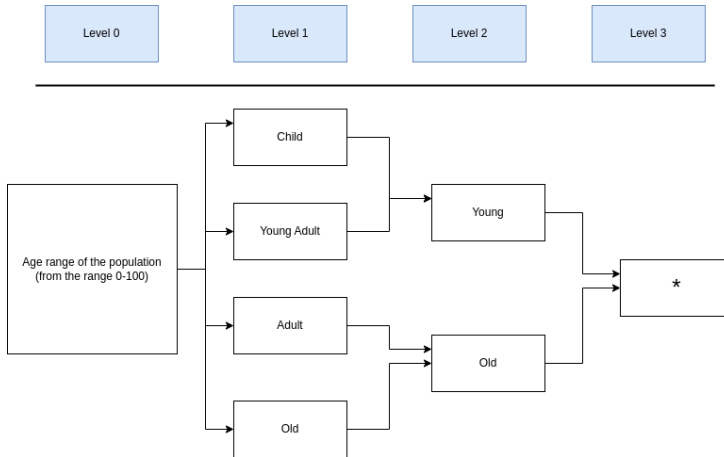 Level 0
Level 1
Level 2
Level 3
Child
Young Adult
Young
Age range of the population
(from the range 0-100)
*
Adult
Old
Old